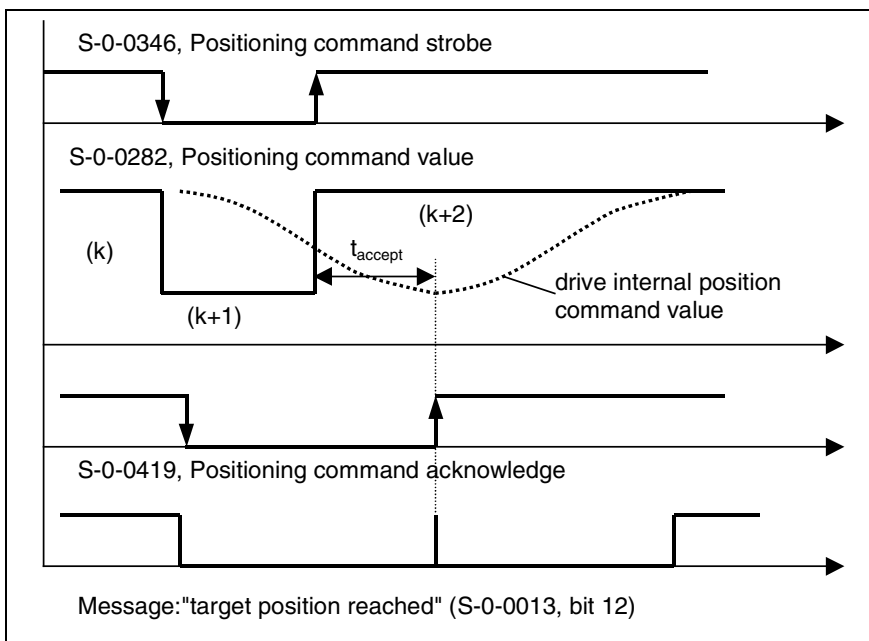 S-0-0346, Positioning command strobe
S-0-0282, Positioning command value
(k)
(k+1)
(k+2)
taccept
drive internal position
command value
S-0-0419, Positioning command acknowledge
Message:"target position reached" (S-0-0013, bit 12)